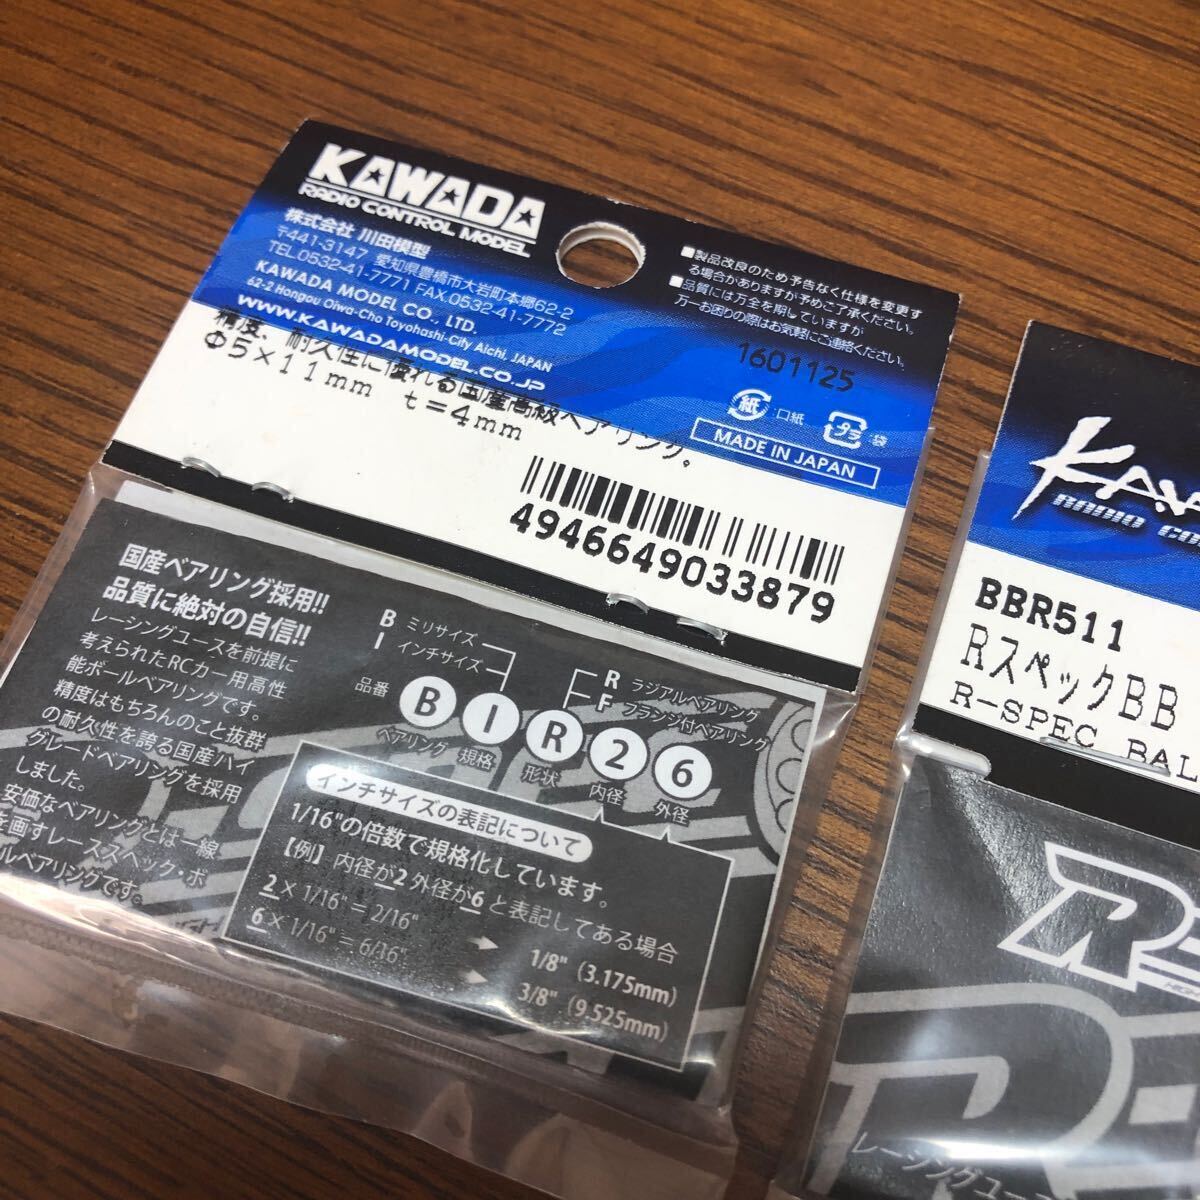 KAWADA
RADIO CONTROL MODEL
株式会社 川田模型
〒441-3147 愛知県豊橋市大岩町本郷62-2
TEL.0532-41-7771 FAX.0532-41-7772
KAWADA MODEL CO., LTD.
62-2 Hongou Oiwa-Cho Toyohashi-City Aichi, JAPAN
WWW.KAWADAMODEL.CO.JP
精度、耐久性に優れる国産高級ベアリング。
Φ5×11mm t=4mm
■製品改良のため予告なく仕様を変更す
る場合がありますが予めご了承ください。
■品質には万全を期していますが
万一お困りの際はお気軽にご連絡ください。
1601125
紙 :口紙
プラ :袋
MADE IN JAPAN
4946649033879
国産ベアリング採用!!
品質に絶対の自信!!
レーシングユースを前提に
考えられたRCカー用高性
能ボールベアリングです。
精度はもちろんのこと抜群
の耐久性を誇る国産ハイ
グレードベアリングを採用
しました。
安価なベアリングとは一線
を画すレーススペック・ボ
ールベアリングです。
B ミリサイズ
I インチサイズ
R ラジアルベアリング
F フランジ付ベアリング
品番 B I R 2 6
ベアリング 規格 形状 内径 外径
インチサイズの表記について
1/16"の倍数で規格化しています。
【例】内径が2 外径が6 と表記してある場合
2 × 1/16" = 2/16" → 1/8" (3.175mm)
6 × 1/16" = 6/16" → 3/8" (9.525mm)
BBR511
RスペックBB
R-SPEC BAL